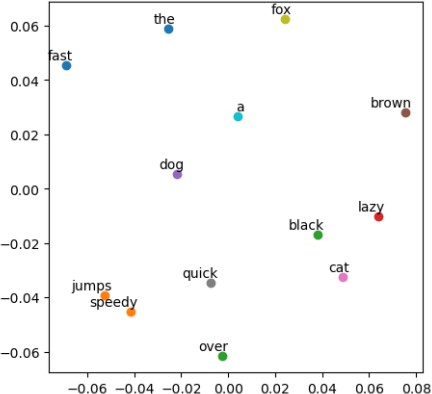 fox
0.06
the
fast
0.04
a
brown
0.02
dog
0.00
lazy
black
−0.02
cat
quick
jumps
−0.04
speedy
over
−0.06
−0.06 −0.04 −0.02 0.00 0.02 0.04 0.06 0.08